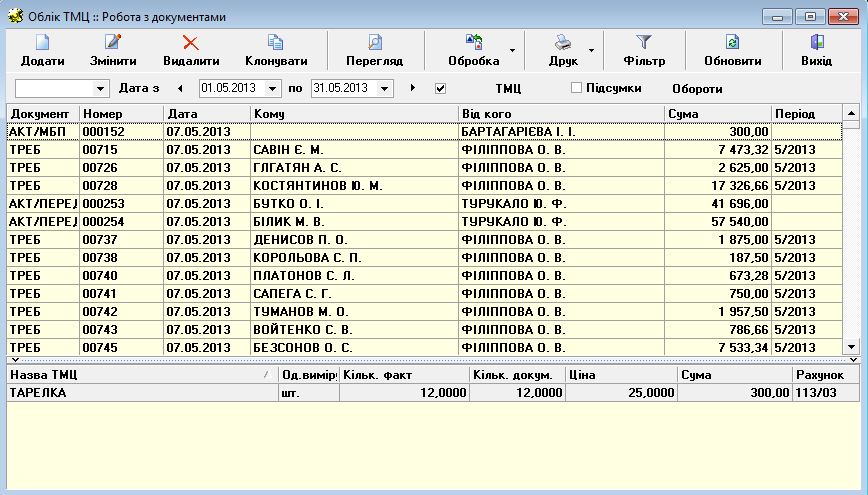 Облік ТМЦ :: Робота з документами
Додати Змінити Видалити Клонувати Перегляд Обробка Друк Фільтр Обновити Вихід
Дата з 01.05.2013 по 31.05.2013 ТМЦ Підсумки Обороти
Документ Номер Дата Кому Від кого Сума Період
АКТ/МБП 000152 07.05.2013 БАРТАГАРІЄВА І. І. 300,00
ТРЕБ 00715 07.05.2013 САВІН Є. М. ФІЛІППОВА О. В. 7 473,32 5/2013
ТРЕБ 00726 07.05.2013 ГЛГАТЯН А. С. ФІЛІППОВА О. В. 2 625,00 5/2013
ТРЕБ 00728 07.05.2013 КОСТЯНТИНОВ Ю. М. ФІЛІППОВА О. В. 17 326,66 5/2013
АКТ/ПЕРЕД 000253 07.05.2013 БУТКО О. І. ТУРУКАЛО Ю. Ф. 41 696,00
АКТ/ПЕРЕД 000254 07.05.2013 БІЛИК М. В. ТУРУКАЛО Ю. Ф. 57 540,00
ТРЕБ 00737 07.05.2013 ДЕНИСОВ П. О. ФІЛІППОВА О. В. 1 875,00 5/2013
ТРЕБ 00738 07.05.2013 КОРОЛЬОВА С. П. ФІЛІППОВА О. В. 187,50 5/2013
ТРЕБ 00740 07.05.2013 ПЛАТОНОВ С. Л. ФІЛІППОВА О. В. 673,28 5/2013
ТРЕБ 00741 07.05.2013 САПЕГА С. Г. ФІЛІППОВА О. В. 750,00 5/2013
ТРЕБ 00742 07.05.2013 ТУМАНОВ М. О. ФІЛІППОВА О. В. 1 957,50 5/2013
ТРЕБ 00743 07.05.2013 ВОЙТЕНКО С. В. ФІЛІППОВА О. В. 786,66 5/2013
ТРЕБ 00745 07.05.2013 БЕЗСОНОВ О. С. ФІЛІППОВА О. В. 7 533,34 5/2013
Назва ТМЦ Од.виміру Кільк. факт Кільк. докум. Ціна Сума Рахунок
ТАРЕЛКА шт. 12,0000 12,0000 25,0000 300,00 113/03